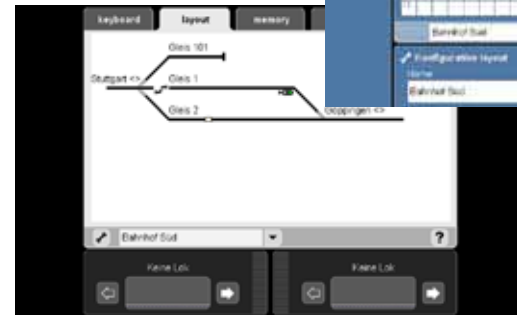 keyboard layout memory
Gleis 101
Stuttgart <>
Gleis 1
Gleis 2
Göppingen <>
Bahnhof Süd
?
Keine Lok
Keine Lok
Bahnhof Süd
Konfiguration layout
Name
Bahnhof Süd